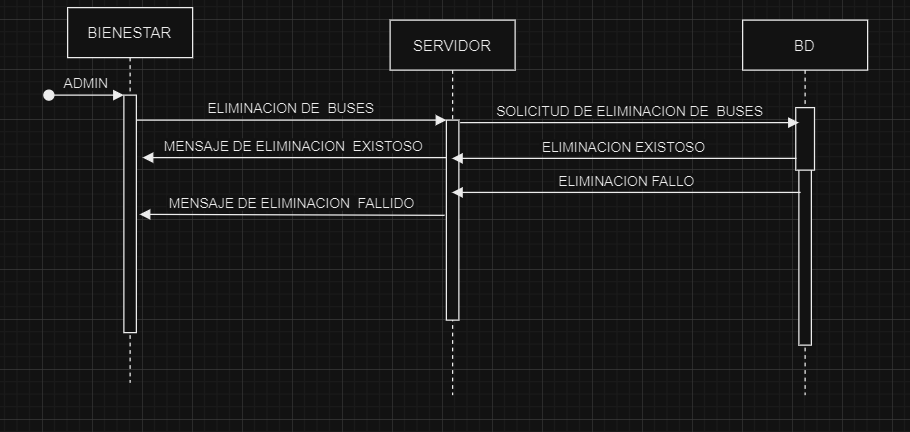 BIENESTAR
SERVIDOR
BD
ADMIN
ELIMINACION DE BUSES
SOLICITUD DE ELIMINACION DE BUSES
MENSAJE DE ELIMINACION EXISTOSO
ELIMINACION EXISTOSO
ELIMINACION FALLO
MENSAJE DE ELIMINACION FALLIDO